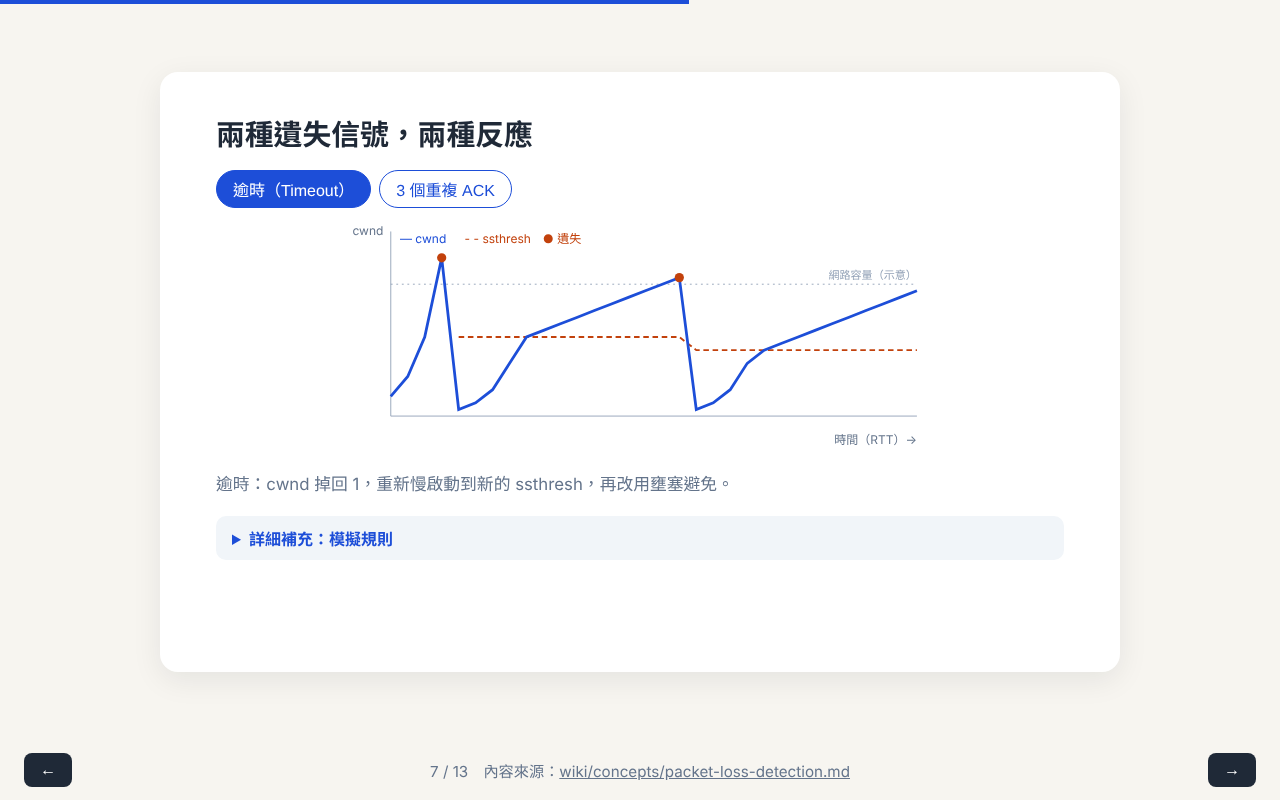 兩種遺失信號，兩種反應
逾時（Timeout）
3 個重複 ACK
cwnd
— cwnd
- - ssthresh
● 遺失
網路容量（示意）
時間（RTT）→
逾時：cwnd 掉回 1，重新慢啟動到新的 ssthresh，再改用壅塞避免。
▶ 詳細補充：模擬規則
←
7 / 13 內容來源：wiki/concepts/packet-loss-detection.md
→